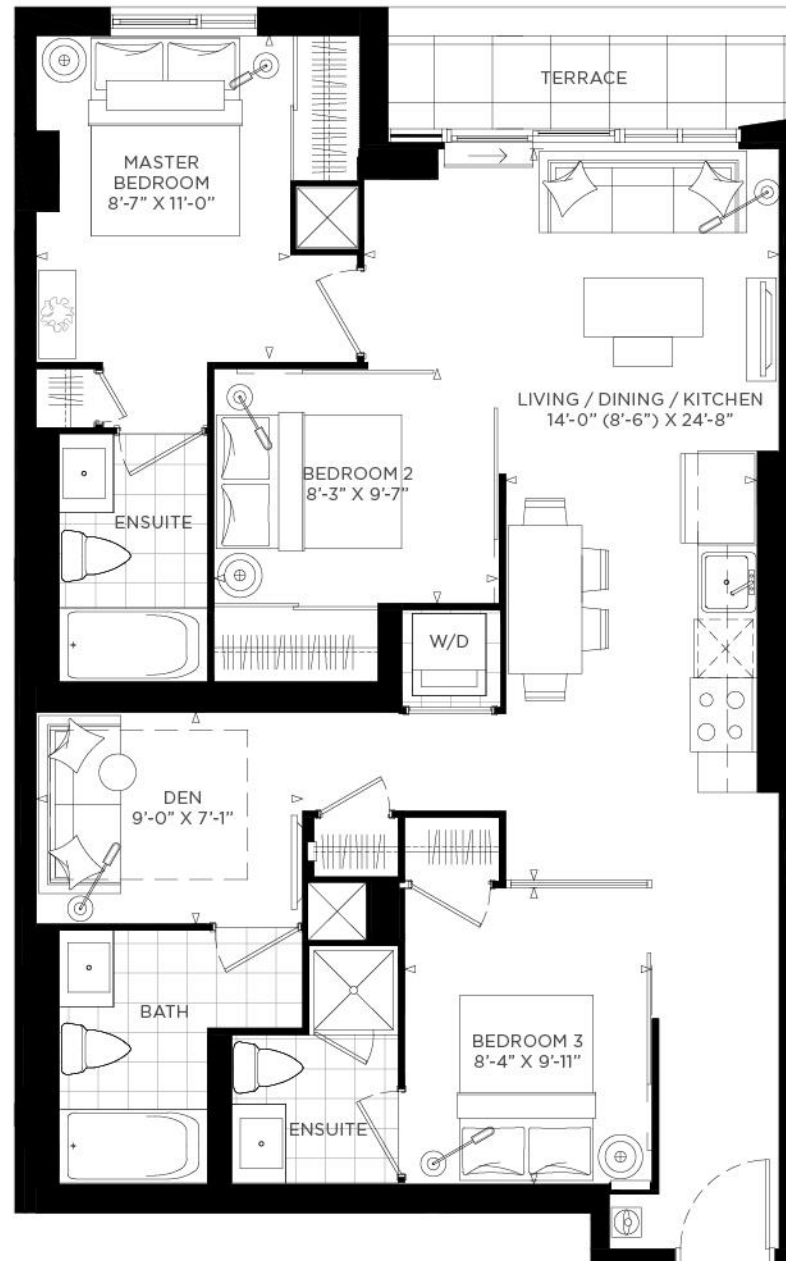 TERRACE
MASTER
BEDROOM
8'-7" X 11'-0"
LIVING / DINING / KITCHEN
14'-0" (8'-6") X 24'-8"
BEDROOM 2
8'-3" X 9'-7"
ENSUITE
W/D
DEN
9'-0" X 7'-1"
BATH
BEDROOM 3
8'-4" X 9'-11"
ENSUITE